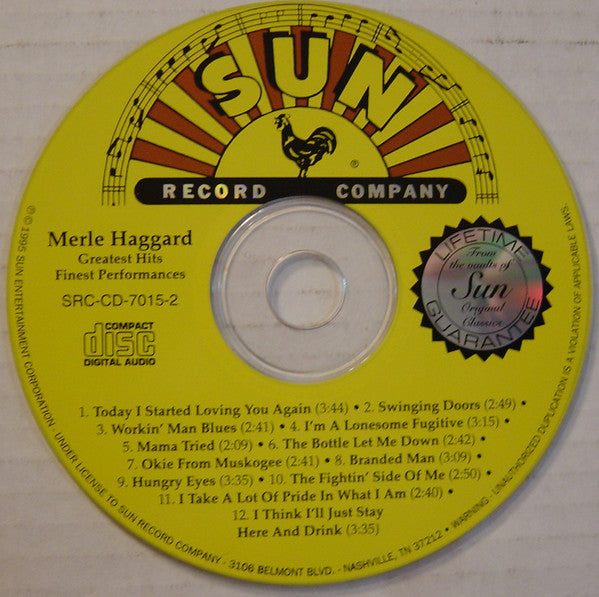 SUN
®
RECORD COMPANY
Merle Haggard
Greatest Hits
Finest Performances
SRC-CD-7015-2
COMPACT
disc
DIGITAL AUDIO
LIFETIME
From
the vaults of
Sun
Original
Classics
GUARANTEE
1. Today I Started Loving You Again (3:44) • 2. Swinging Doors (2:49) •
3. Workin' Man Blues (2:41) • 4. I'm A Lonesome Fugitive (3:15) •
5. Mama Tried (2:09) • 6. The Bottle Let Me Down (2:42) •
7. Okie From Muskogee (2:41) • 8. Branded Man (3:09) •
9. Hungry Eyes (3:35) • 10. The Fightin' Side Of Me (2:50) •
11. I Take A Lot Of Pride In What I Am (2:40) •
12. I Think I'll Just Stay
Here And Drink (3:35)
℗© 1995 SUN ENTERTAINMENT CORPORATION • UNDER LICENSE TO SUN RECORD COMPANY • 3106 BELMONT BLVD. • NASHVILLE, TN 37212 • WARNING - UNAUTHORIZED DUPLICATION IS A VIOLATION OF APPLICABLE LAWS.